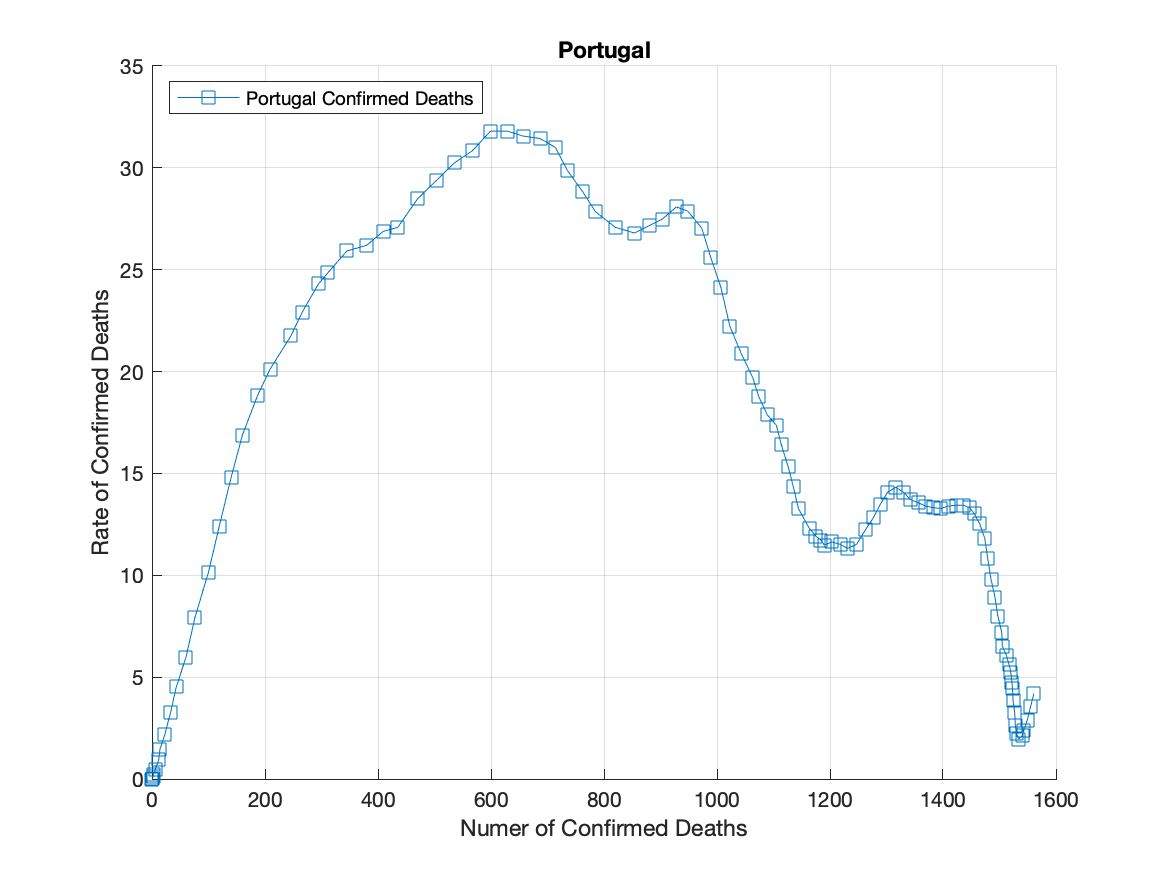 Portugal
Portugal Confirmed Deaths
Rate of Confirmed Deaths
35
30
25
20
15
10
5
0
0 200 400 600 800 1000 1200 1400 1600
Numer of Confirmed Deaths